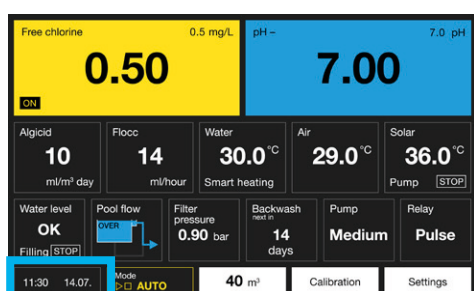 Free chlorine 0.5 mg/L
0.50
ON
pH – 7.0 pH
7.00
Algicid
10
ml/m³ day
Flocc
14
ml/hour
Water
30.0 °C
Smart heating
Air
29.0 °C
Solar
36.0 °C
Pump STOP
Water level
OK
Filling STOP
Pool flow
OVER
Filter
pressure
0.90 bar
Backwash
next in
14
days
Pump
Medium
Relay
Pulse
11:30 14.07.
Mode
AUTO
40 m³
Calibration
Settings